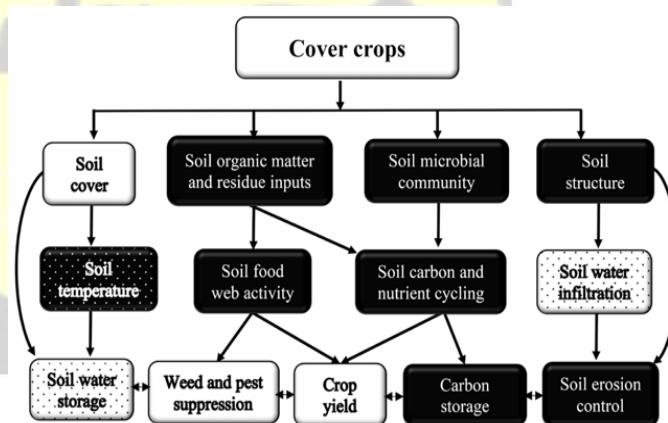 Cover crops
Soil
cover
Soil organic matter
and residue inputs
Soil microbial
community
Soil
structure
Soil
temperature
Soil food
web activity
Soil carbon and
nutrient cycling
Soil water
infiltration
Soil water
storage
Weed and pest
suppression
Crop
yield
Carbon
storage
Soil erosion
control